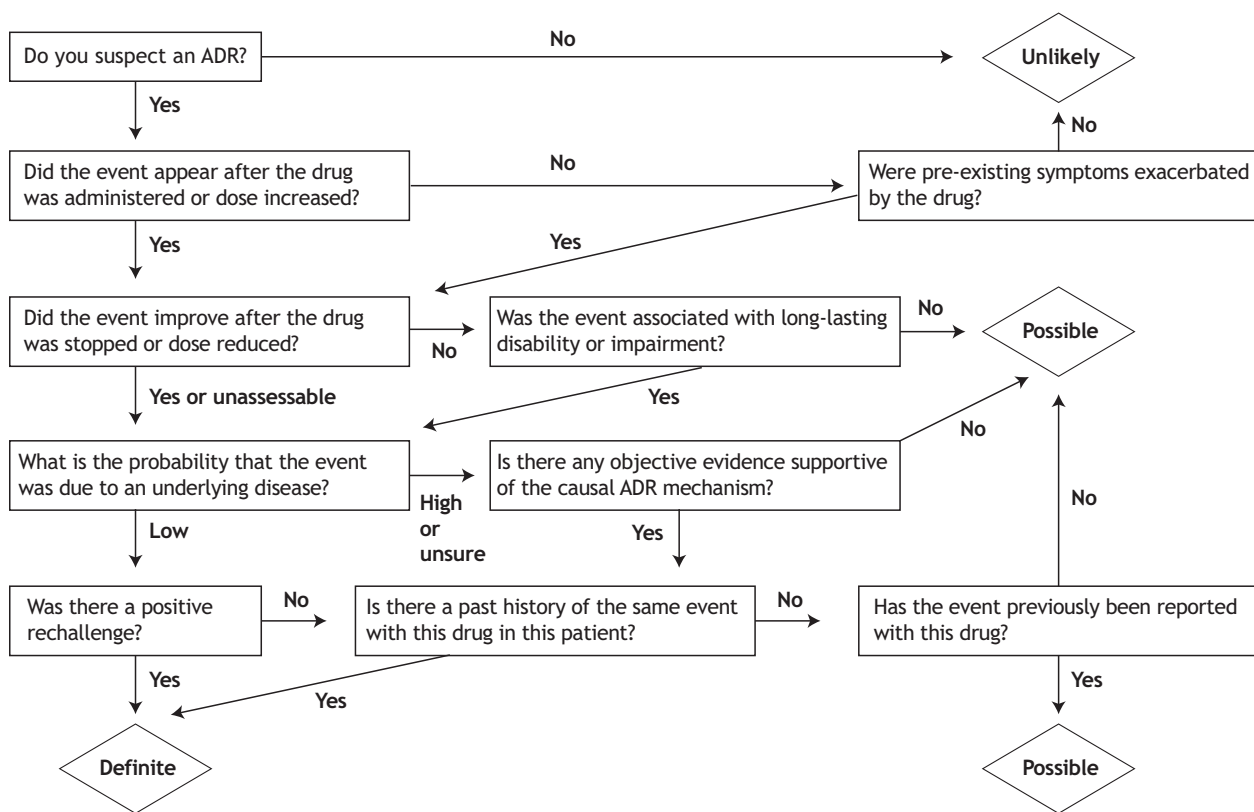 Do you suspect an ADR?
No
Unlikely
Yes
No
Did the event appear after the drug
was administered or dose increased?
No
Were pre-existing symptoms exacerbated
by the drug?
Yes
Yes
Did the event improve after the drug
was stopped or dose reduced?
No
Was the event associated with long-lasting
disability or impairment?
No
Possible
Yes or unassessable
Yes
What is the probability that the event
was due to an underlying disease?
High
or
unsure
Is there any objective evidence supportive
of the causal ADR mechanism?
No
No
Low
Yes
Was there a positive
rechallenge?
No
Is there a past history of the same event
with this drug in this patient?
No
Has the event previously been reported
with this drug?
Yes
Yes
Yes
Definite
Possible